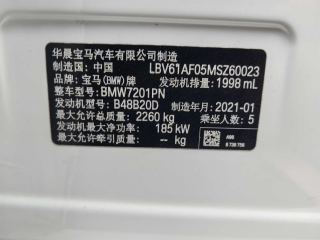 华晨宝马汽车有限公司制造
制造国：中国 LBV61AF05MSZ60023
品牌：宝马(BMW)牌 发动机排量：1998 mL
整车型号：BMW7201PN
发动机型号：B48B20D 制造年月：2021-01
最大允许总质量：2260 kg 乘坐人数：5
发动机最大净功率：185 kW
最大允许牵引质量：-- kg